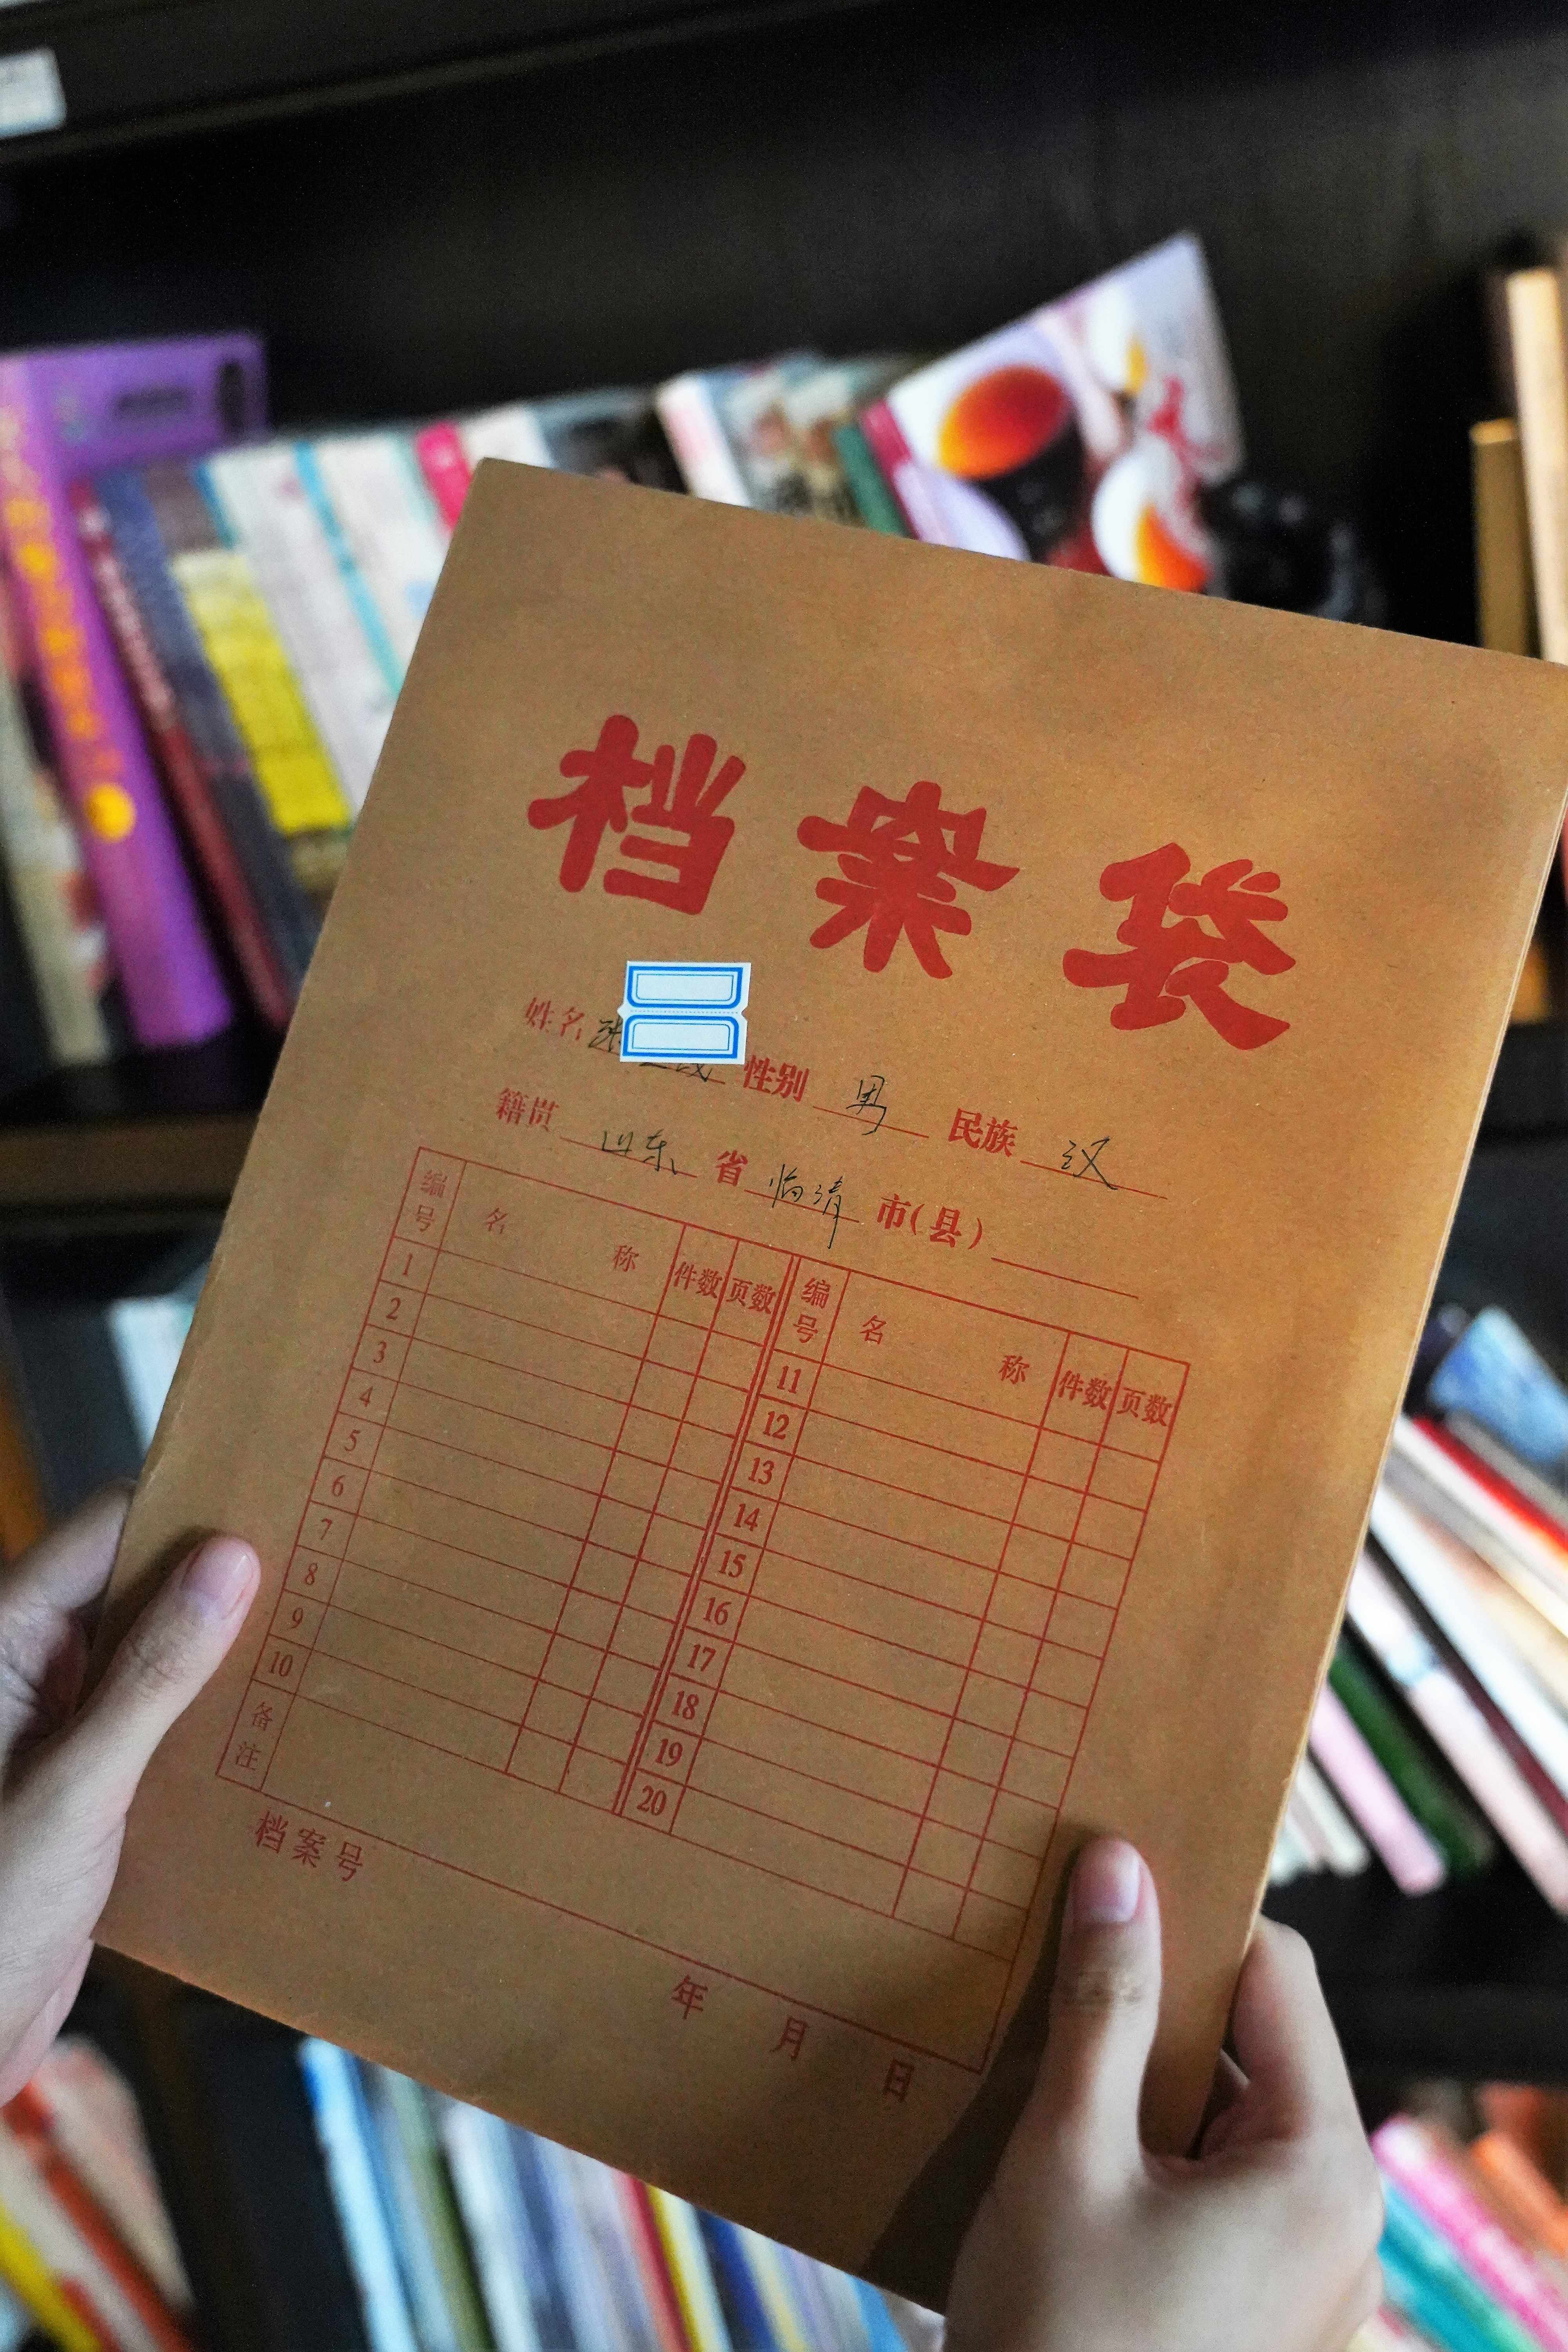 档案袋
姓名 张 性别 男 民族 汉
籍贯 山东 省 临清 市(县)
编号 名称 件数 页数 编号 名称 件数 页数
1 11
2 12
3 13
4 14
5 15
6 16
7 17
8 18
9 19
10 20
备注
档案号
年 月 日